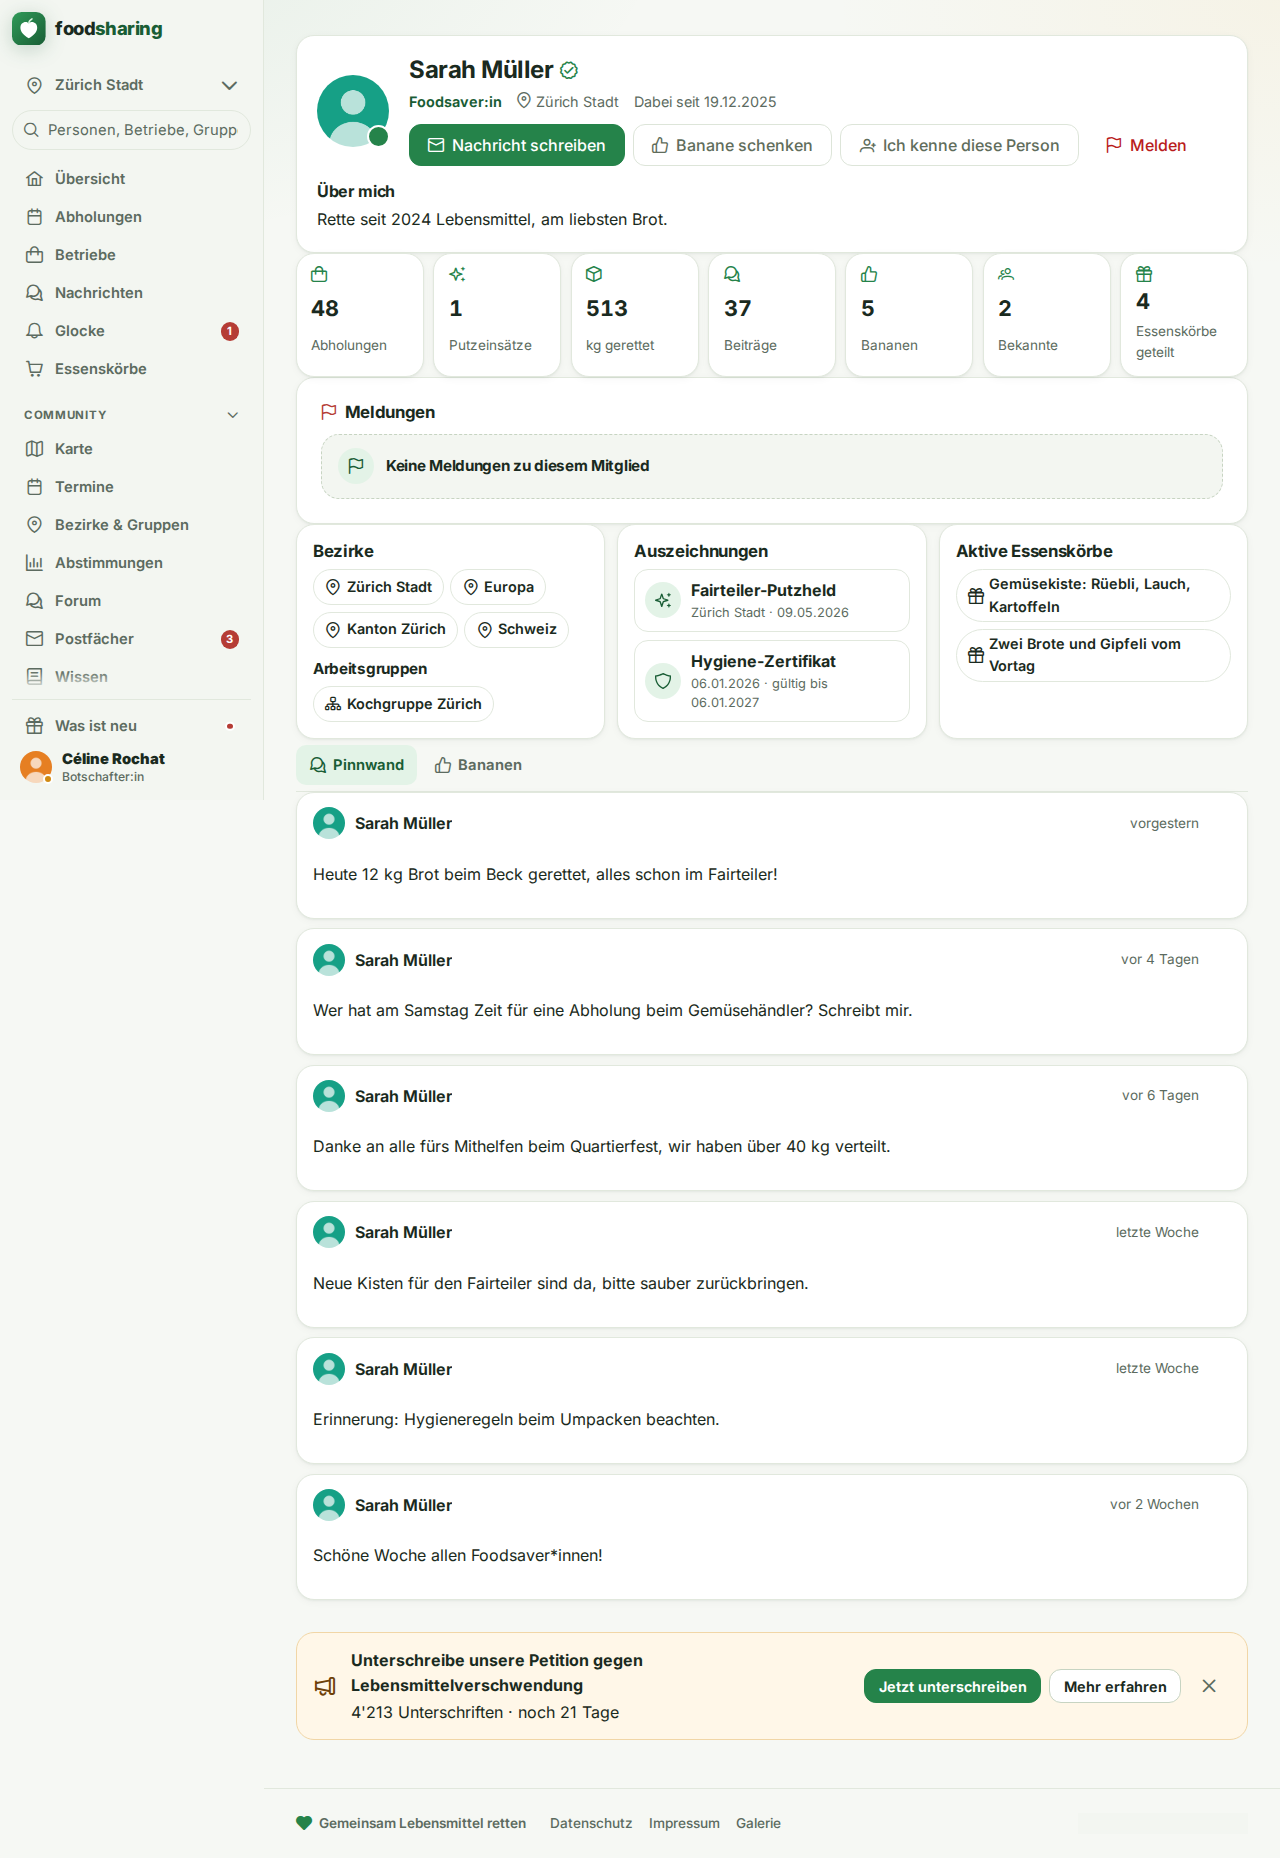 foodsharing
Zürich Stadt
Personen, Betriebe, Grupp
Übersicht
Abholungen
Betriebe
Nachrichten
Glocke 1
Essenskörbe
COMMUNITY
Karte
Termine
Bezirke & Gruppen
Abstimmungen
Forum
Postfächer 3
Wissen
Was ist neu
Céline Rochat
Botschafter:in
Sarah Müller
Foodsaver:in Zürich Stadt Dabei seit 19.12.2025
Nachricht schreiben Banane schenken Ich kenne diese Person Melden
Über mich
Rette seit 2024 Lebensmittel, am liebsten Brot.
48
Abholungen
1
Putzeinsätze
513
kg gerettet
37
Beiträge
5
Bananen
2
Bekannte
4
Essenskörbe
geteilt
Meldungen
Keine Meldungen zu diesem Mitglied
Bezirke
Zürich Stadt Europa
Kanton Zürich Schweiz
Arbeitsgruppen
Kochgruppe Zürich
Auszeichnungen
Fairteiler-Putzheld
Zürich Stadt · 09.05.2026
Hygiene-Zertifikat
06.01.2026 · gültig bis
06.01.2027
Aktive Essenskörbe
Gemüsekiste: Rüebli, Lauch,
Kartoffeln
Zwei Brote und Gipfeli vom
Vortag
Pinnwand Bananen
Sarah Müller vorgestern
Heute 12 kg Brot beim Beck gerettet, alles schon im Fairteiler!
Sarah Müller vor 4 Tagen
Wer hat am Samstag Zeit für eine Abholung beim Gemüsehändler? Schreibt mir.
Sarah Müller vor 6 Tagen
Danke an alle fürs Mithelfen beim Quartierfest, wir haben über 40 kg verteilt.
Sarah Müller letzte Woche
Neue Kisten für den Fairteiler sind da, bitte sauber zurückbringen.
Sarah Müller letzte Woche
Erinnerung: Hygieneregeln beim Umpacken beachten.
Sarah Müller vor 2 Wochen
Schöne Woche allen Foodsaver*innen!
Unterschreibe unsere Petition gegen
Lebensmittelverschwendung
4'213 Unterschriften · noch 21 Tage
Jetzt unterschreiben Mehr erfahren
Gemeinsam Lebensmittel retten Datenschutz Impressum Galerie